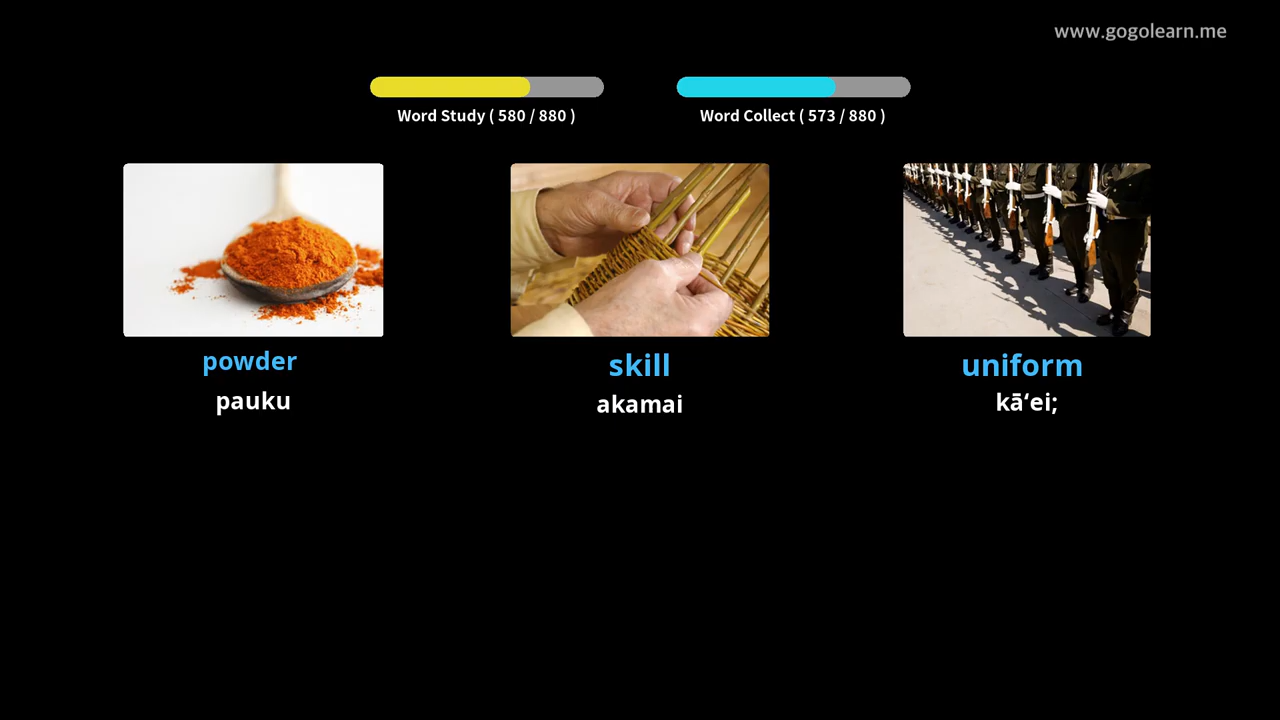 www.gogolearn.me
Word Study ( 580 / 880 )
Word Collect ( 573 / 880 )
powder
pauku
skill
akamai
uniform
kāʻei;